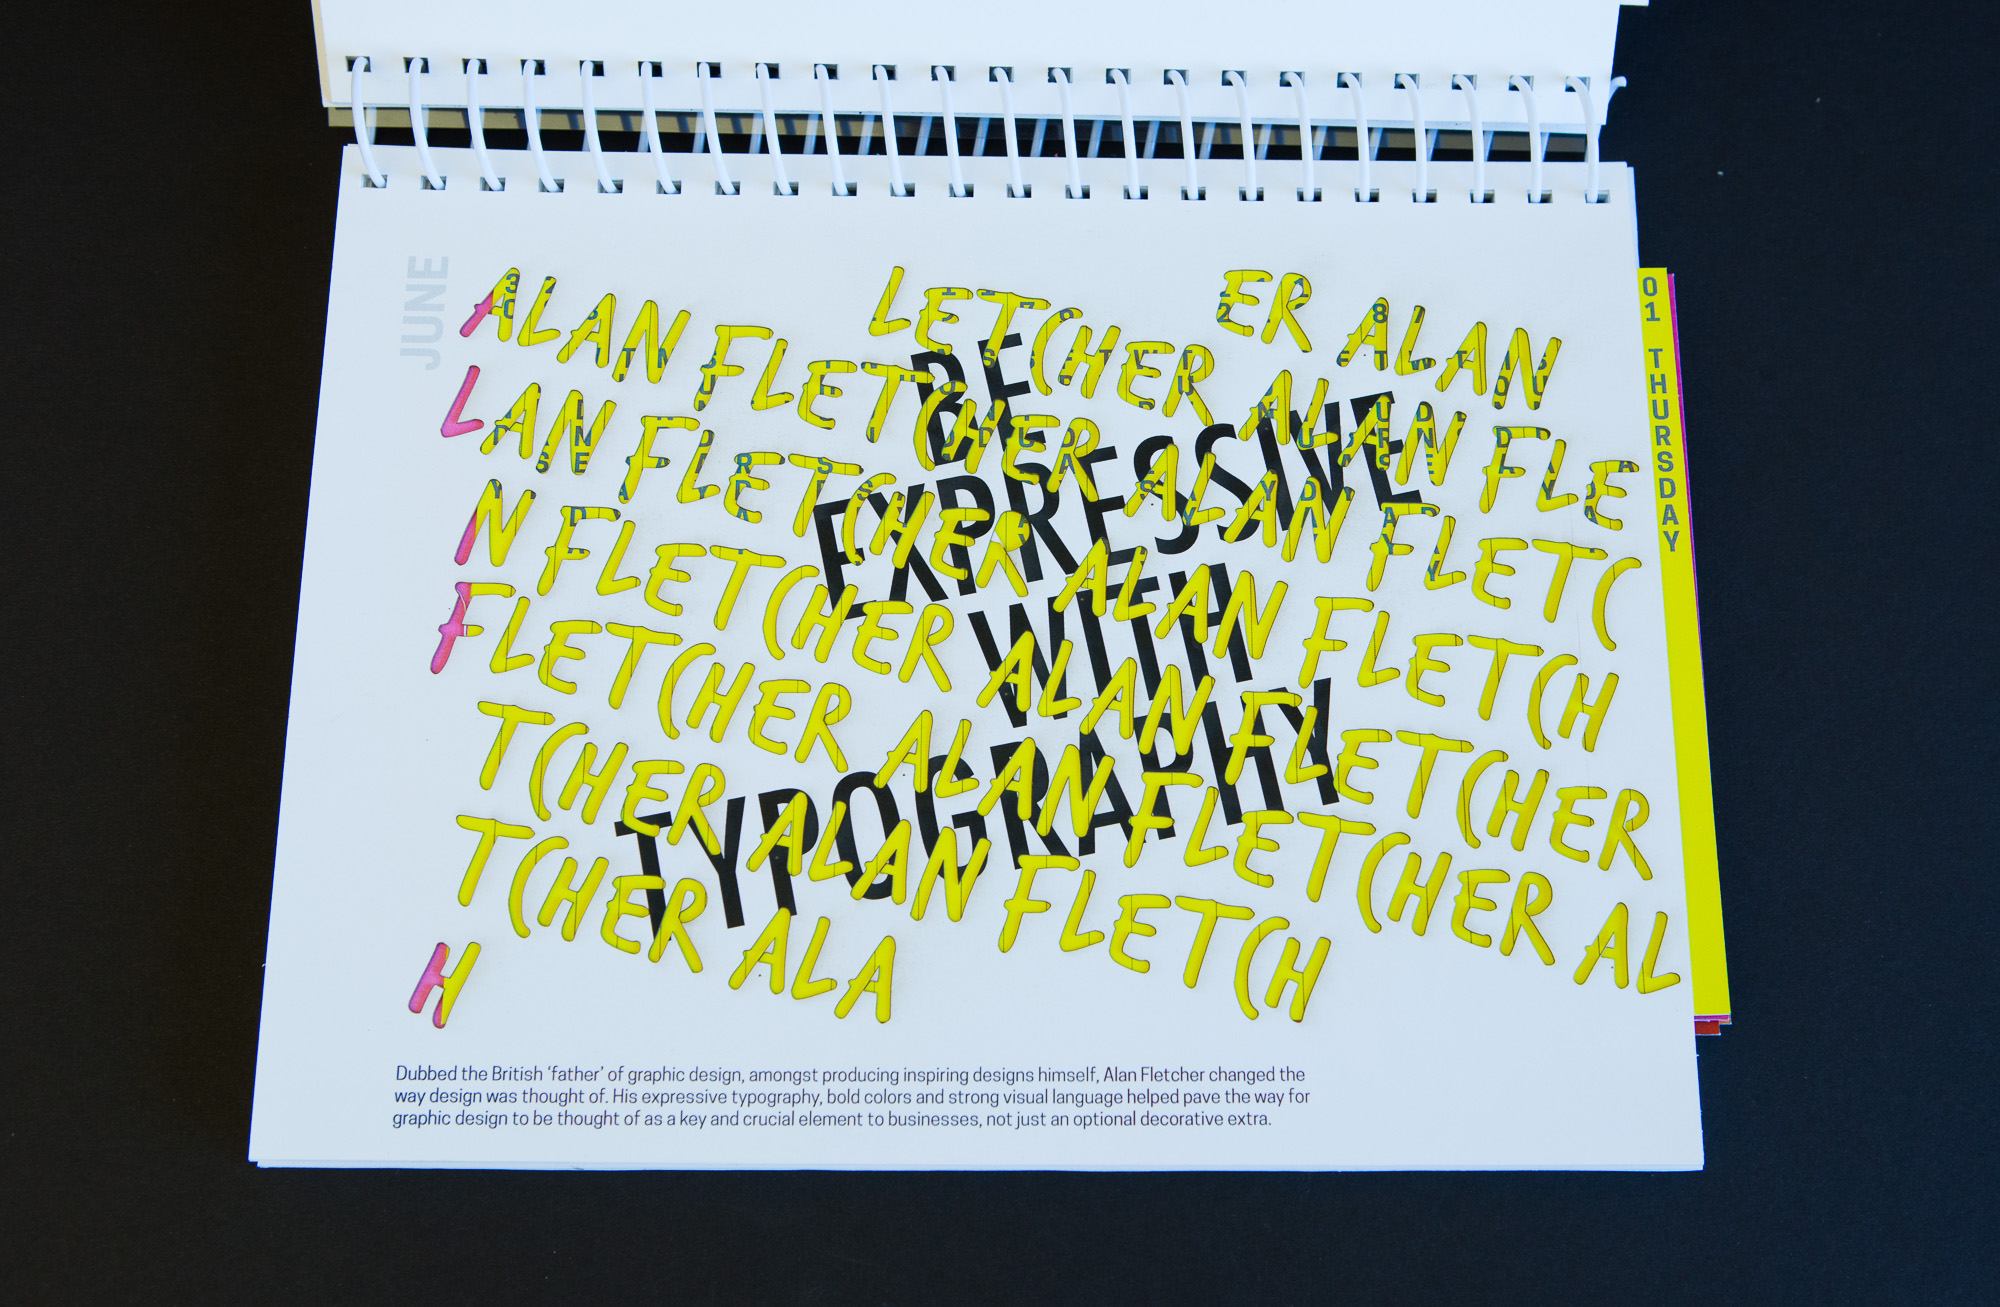 JUNE
ALAN FLETCHER ALAN FLE
LETCHER ALAN FLETC
ER ALAN
LAN FLETCHER ALAN FLETCH
N FLETCHER ALAN FLETCHER
FLETCHER ALAN FLETCHER AL
TCHER ALAN FLETCH
TCHER ALA
H
BE
EXPRESSIVE
WITH
TYPOGRAPHY
01 THURSDAY
Dubbed the British ‘father’ of graphic design, amongst producing inspiring designs himself, Alan Fletcher changed the
way design was thought of. His expressive typography, bold colors and strong visual language helped pave the way for
graphic design to be thought of as a key and crucial element to businesses, not just an optional decorative extra.